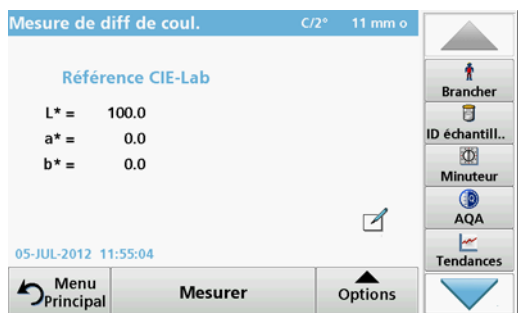 Mesure de diff de coul. C/2° 11 mm o
Référence CIE-Lab
L* = 100.0
a* = 0.0
b* = 0.0
05-JUL-2012 11:55:04
Menu
Principal
Mesurer
Options
Brancher
ID échantill..
Minuteur
AQA
Tendances